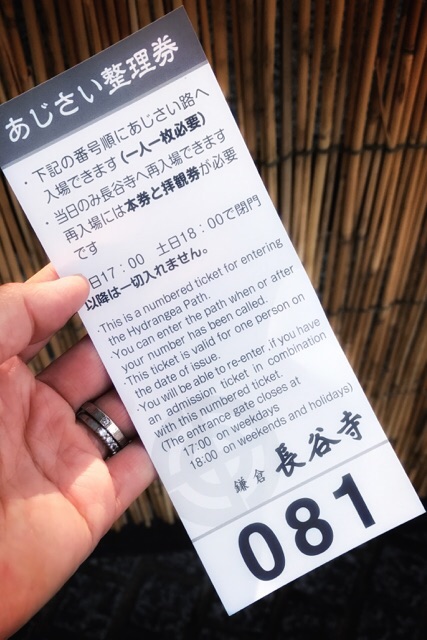 あじさい整理券
・下記の番号順にあじさい路へ
入場できます(一人一枚必要)
・当日のみ長谷寺へ再入場できます
再入場には本券と拝観券が必要
です
日17:00 土日18:00で閉門
以降は一切入れません。
・This is a numbered ticket for entering
the Hydrangea Path.
・You can enter the path when or after
your number has been called.
・This ticket is valid for one person on
the date of issue.
・You will be able to re-enter ,if you have
an admission ticket in combination
with this numbered ticket.
(The entrance gate closes at
17:00 on weekdays
18:00 on weekends and holidays)
鎌倉 長谷寺
081